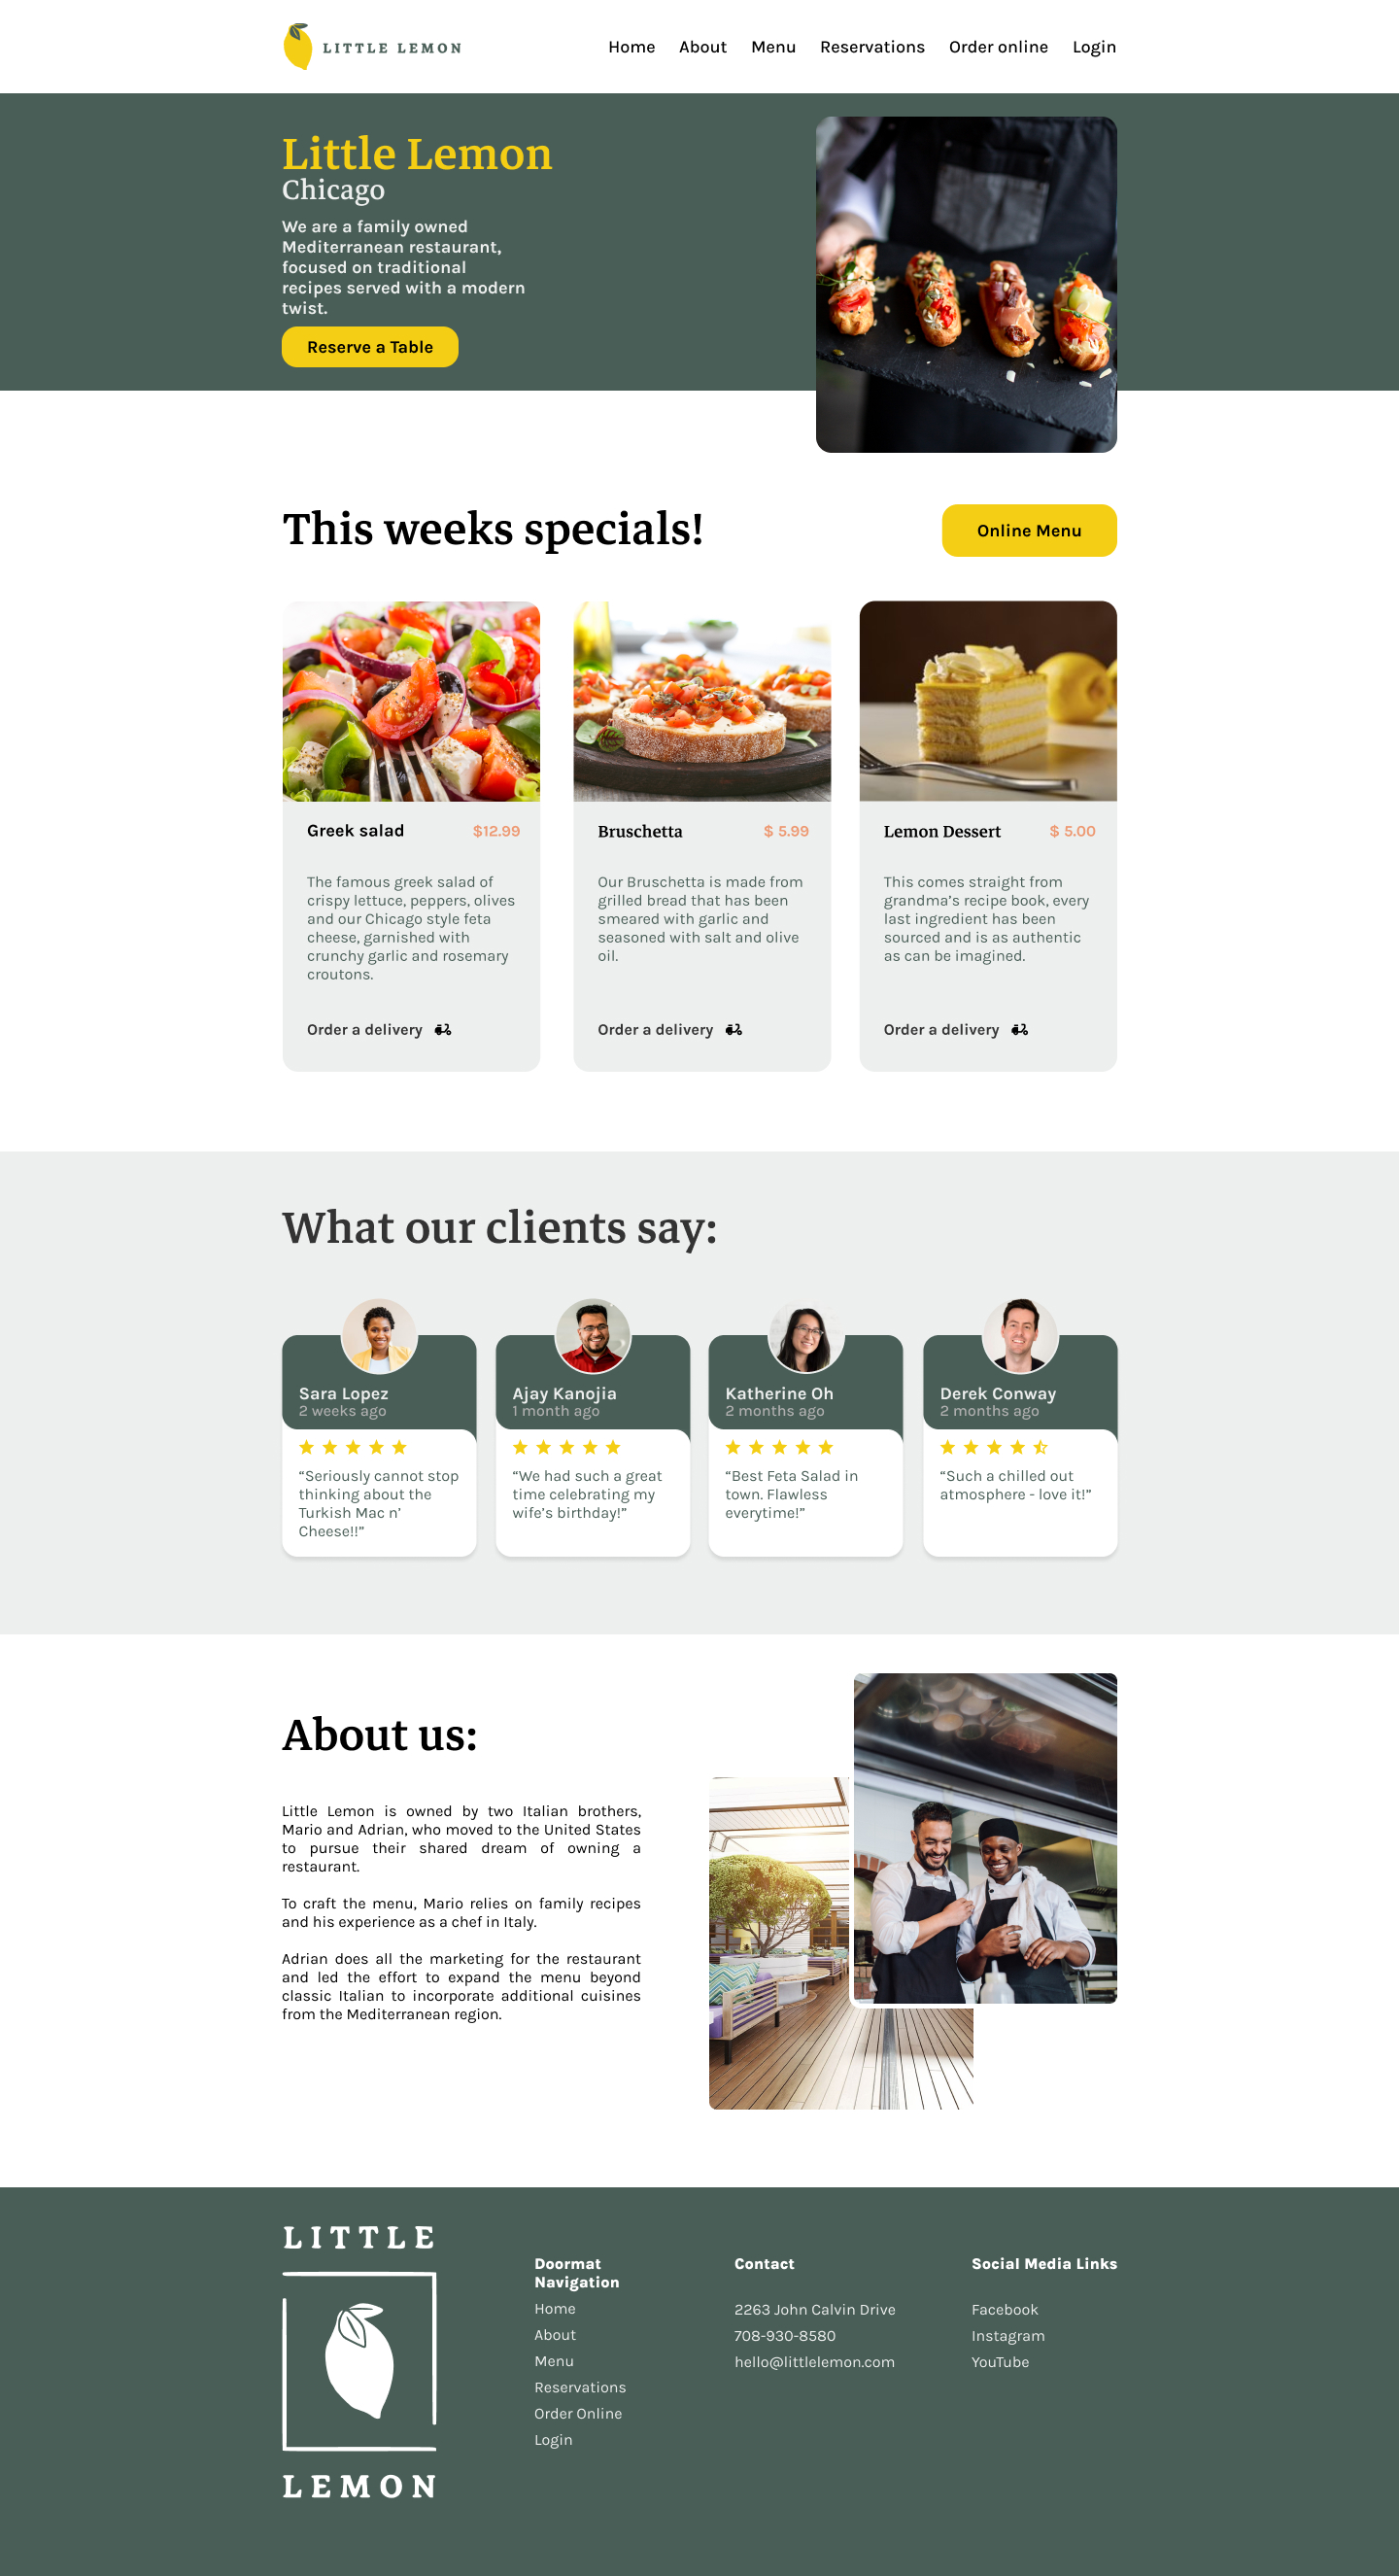 LITTLE LEMON
Home About Menu Reservations Order online Login
Little Lemon
Chicago
We are a family owned
Mediterranean restaurant,
focused on traditional
recipes served with a modern
twist.
Reserve a Table
This weeks specials!
Online Menu
Greek salad $12.99
The famous greek salad of
crispy lettuce, peppers, olives
and our Chicago style feta
cheese, garnished with
crunchy garlic and rosemary
croutons.
Order a delivery
Bruschetta $ 5.99
Our Bruschetta is made from
grilled bread that has been
smeared with garlic and
seasoned with salt and olive
oil.
Order a delivery
Lemon Dessert $ 5.00
This comes straight from
grandma’s recipe book, every
last ingredient has been
sourced and is as authentic
as can be imagined.
Order a delivery
What our clients say:
Sara Lopez
2 weeks ago
“Seriously cannot stop
thinking about the
Turkish Mac n’
Cheese!!”
Ajay Kanojia
1 month ago
“We had such a great
time celebrating my
wife’s birthday!”
Katherine Oh
2 months ago
“Best Feta Salad in
town. Flawless
everytime!”
Derek Conway
2 months ago
“Such a chilled out
atmosphere - love it!”
About us:
Little Lemon is owned by two Italian brothers,
Mario and Adrian, who moved to the United States
to pursue their shared dream of owning a
restaurant.
To craft the menu, Mario relies on family recipes
and his experience as a chef in Italy.
Adrian does all the marketing for the restaurant
and led the effort to expand the menu beyond
classic Italian to incorporate additional cuisines
from the Mediterranean region.
LITTLE
LEMON
Doormat
Navigation
Home
About
Menu
Reservations
Order Online
Login
Contact
2263 John Calvin Drive
708-930-8580
hello@littlelemon.com
Social Media Links
Facebook
Instagram
YouTube